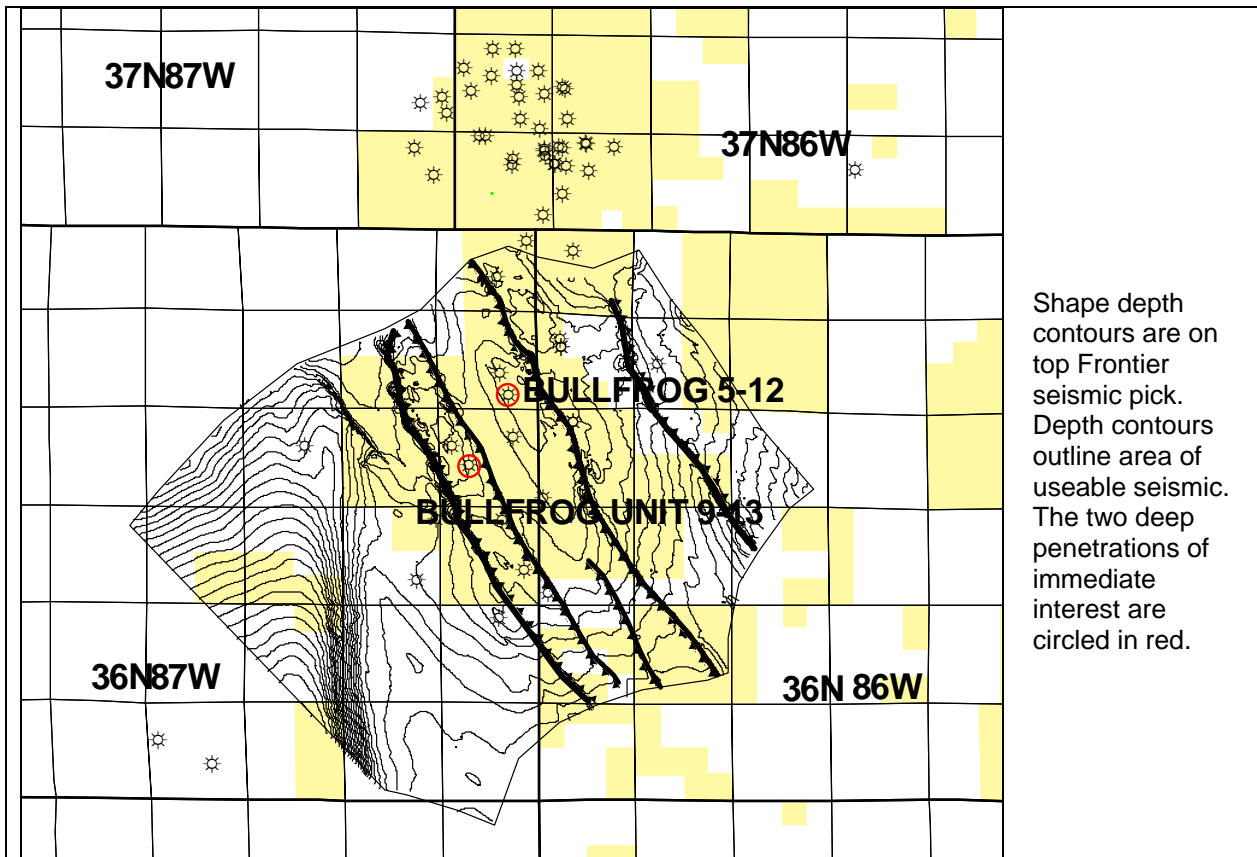 37N87W
37N86W
BULLFROG 5-12
BULLFROG UNIT 9-13
36N87W
36N 86W
Shape depth
contours are on
top Frontier
seismic pick.
Depth contours
outline area of
useable seismic.
The two deep
penetrations of
immediate
interest are
circled in red.